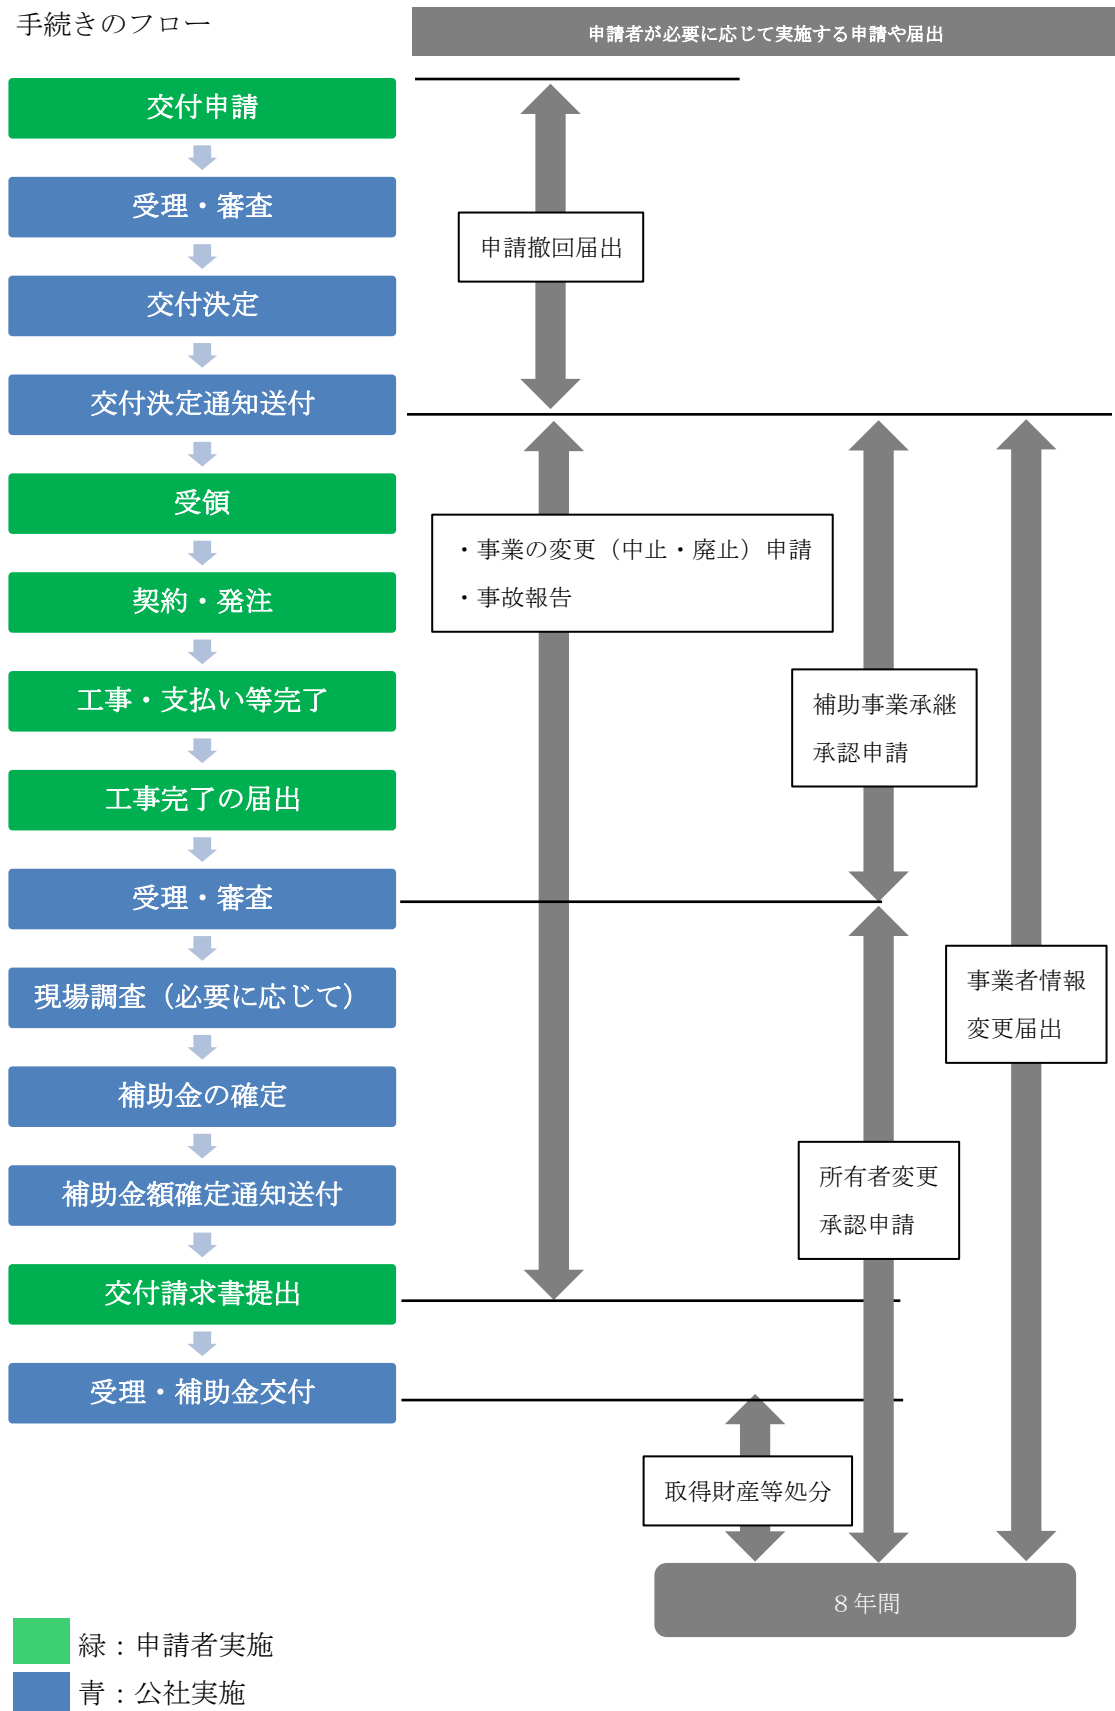 手続きのフロー
申請者が必要に応じて実施する申請や届出
交付申請
受理・審査
交付決定
交付決定通知送付
受領
契約・発注
工事・支払い等完了
工事完了の届出
受理・審査
現場調査（必要に応じて）
補助金の確定
補助金額確定通知送付
交付請求書提出
受理・補助金交付
申請撤回届出
・事業の変更（中止・廃止）申請
・事故報告
補助事業承継
承認申請
事業者情報
変更届出
所有者変更
承認申請
取得財産等処分
８年間
緑：申請者実施
青：公社実施